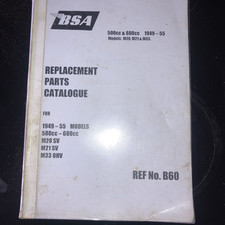 BSA
500cc & 600cc 1949 - 55
Models: M20, M21 & M33.
REPLACEMENT
PARTS
CATALOGUE
FOR
1949 - 55 MODELS
500cc - 600cc
M20 SV
M21 SV
M33 OHV
REF No. B60